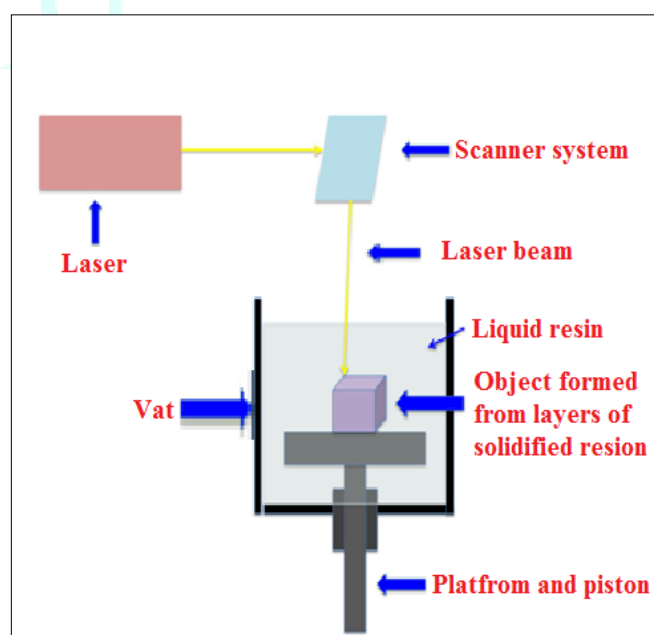 Scanner system
Laser
Laser beam
Liquid resin
Vat
Object formed
from layers of
solidified resion
Platfrom and piston